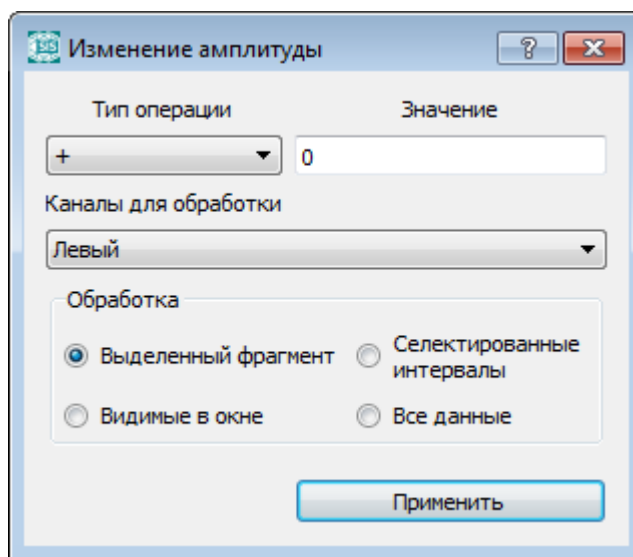 Изменение амплитуды
Тип операции
Значение
+
0
Каналы для обработки
Левый
Обработка
Выделенный фрагмент
Селектированные
интервалы
Видимые в окне
Все данные
Применить